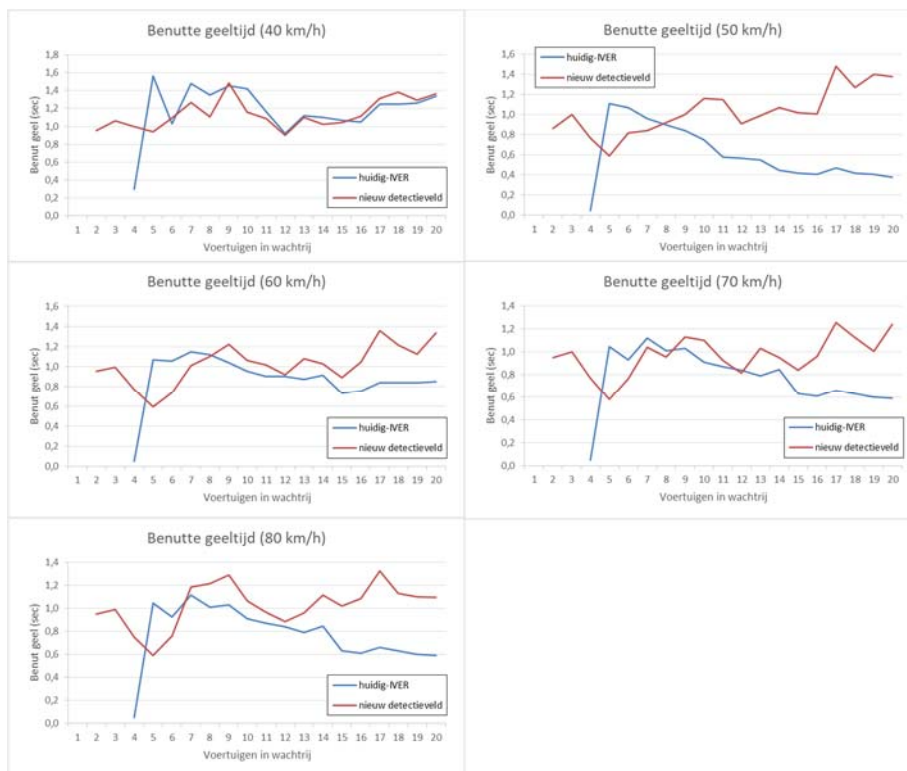 Benutte geeltijd (40 km/h)
Benut geel (sec)
1,8
1,6
1,4
1,2
1,0
0,8
0,6
0,4
0,2
0,0
huidig-IVER
nieuw detectieveld
1 2 3 4 5 6 7 8 9 10 11 12 13 14 15 16 17 18 19 20
Voertuigen in wachtrij
Benutte geeltijd (50 km/h)
Benut geel (sec)
1,6
1,4
1,2
1,0
0,8
0,6
0,4
0,2
0,0
huidig-IVER
nieuw detectieveld
1 2 3 4 5 6 7 8 9 10 11 12 13 14 15 16 17 18 19 20
Voertuigen in wachtrij
Benutte geeltijd (60 km/h)
Benut geel (sec)
1,6
1,4
1,2
1,0
0,8
0,6
0,4
0,2
0,0
huidig-IVER
nieuw detectieveld
1 2 3 4 5 6 7 8 9 10 11 12 13 14 15 16 17 18 19 20
Voertuigen in wachtrij
Benutte geeltijd (70 km/h)
Benut geel (sec)
1,4
1,2
1,0
0,8
0,6
0,4
0,2
0,0
huidig-IVER
nieuw detectieveld
1 2 3 4 5 6 7 8 9 10 11 12 13 14 15 16 17 18 19 20
Voertuigen in wachtrij
Benutte geeltijd (80 km/h)
Benut geel (sec)
1,4
1,2
1,0
0,8
0,6
0,4
0,2
0,0
huidig-IVER
nieuw detectieveld
1 2 3 4 5 6 7 8 9 10 11 12 13 14 15 16 17 18 19 20
Voertuigen in wachtrij